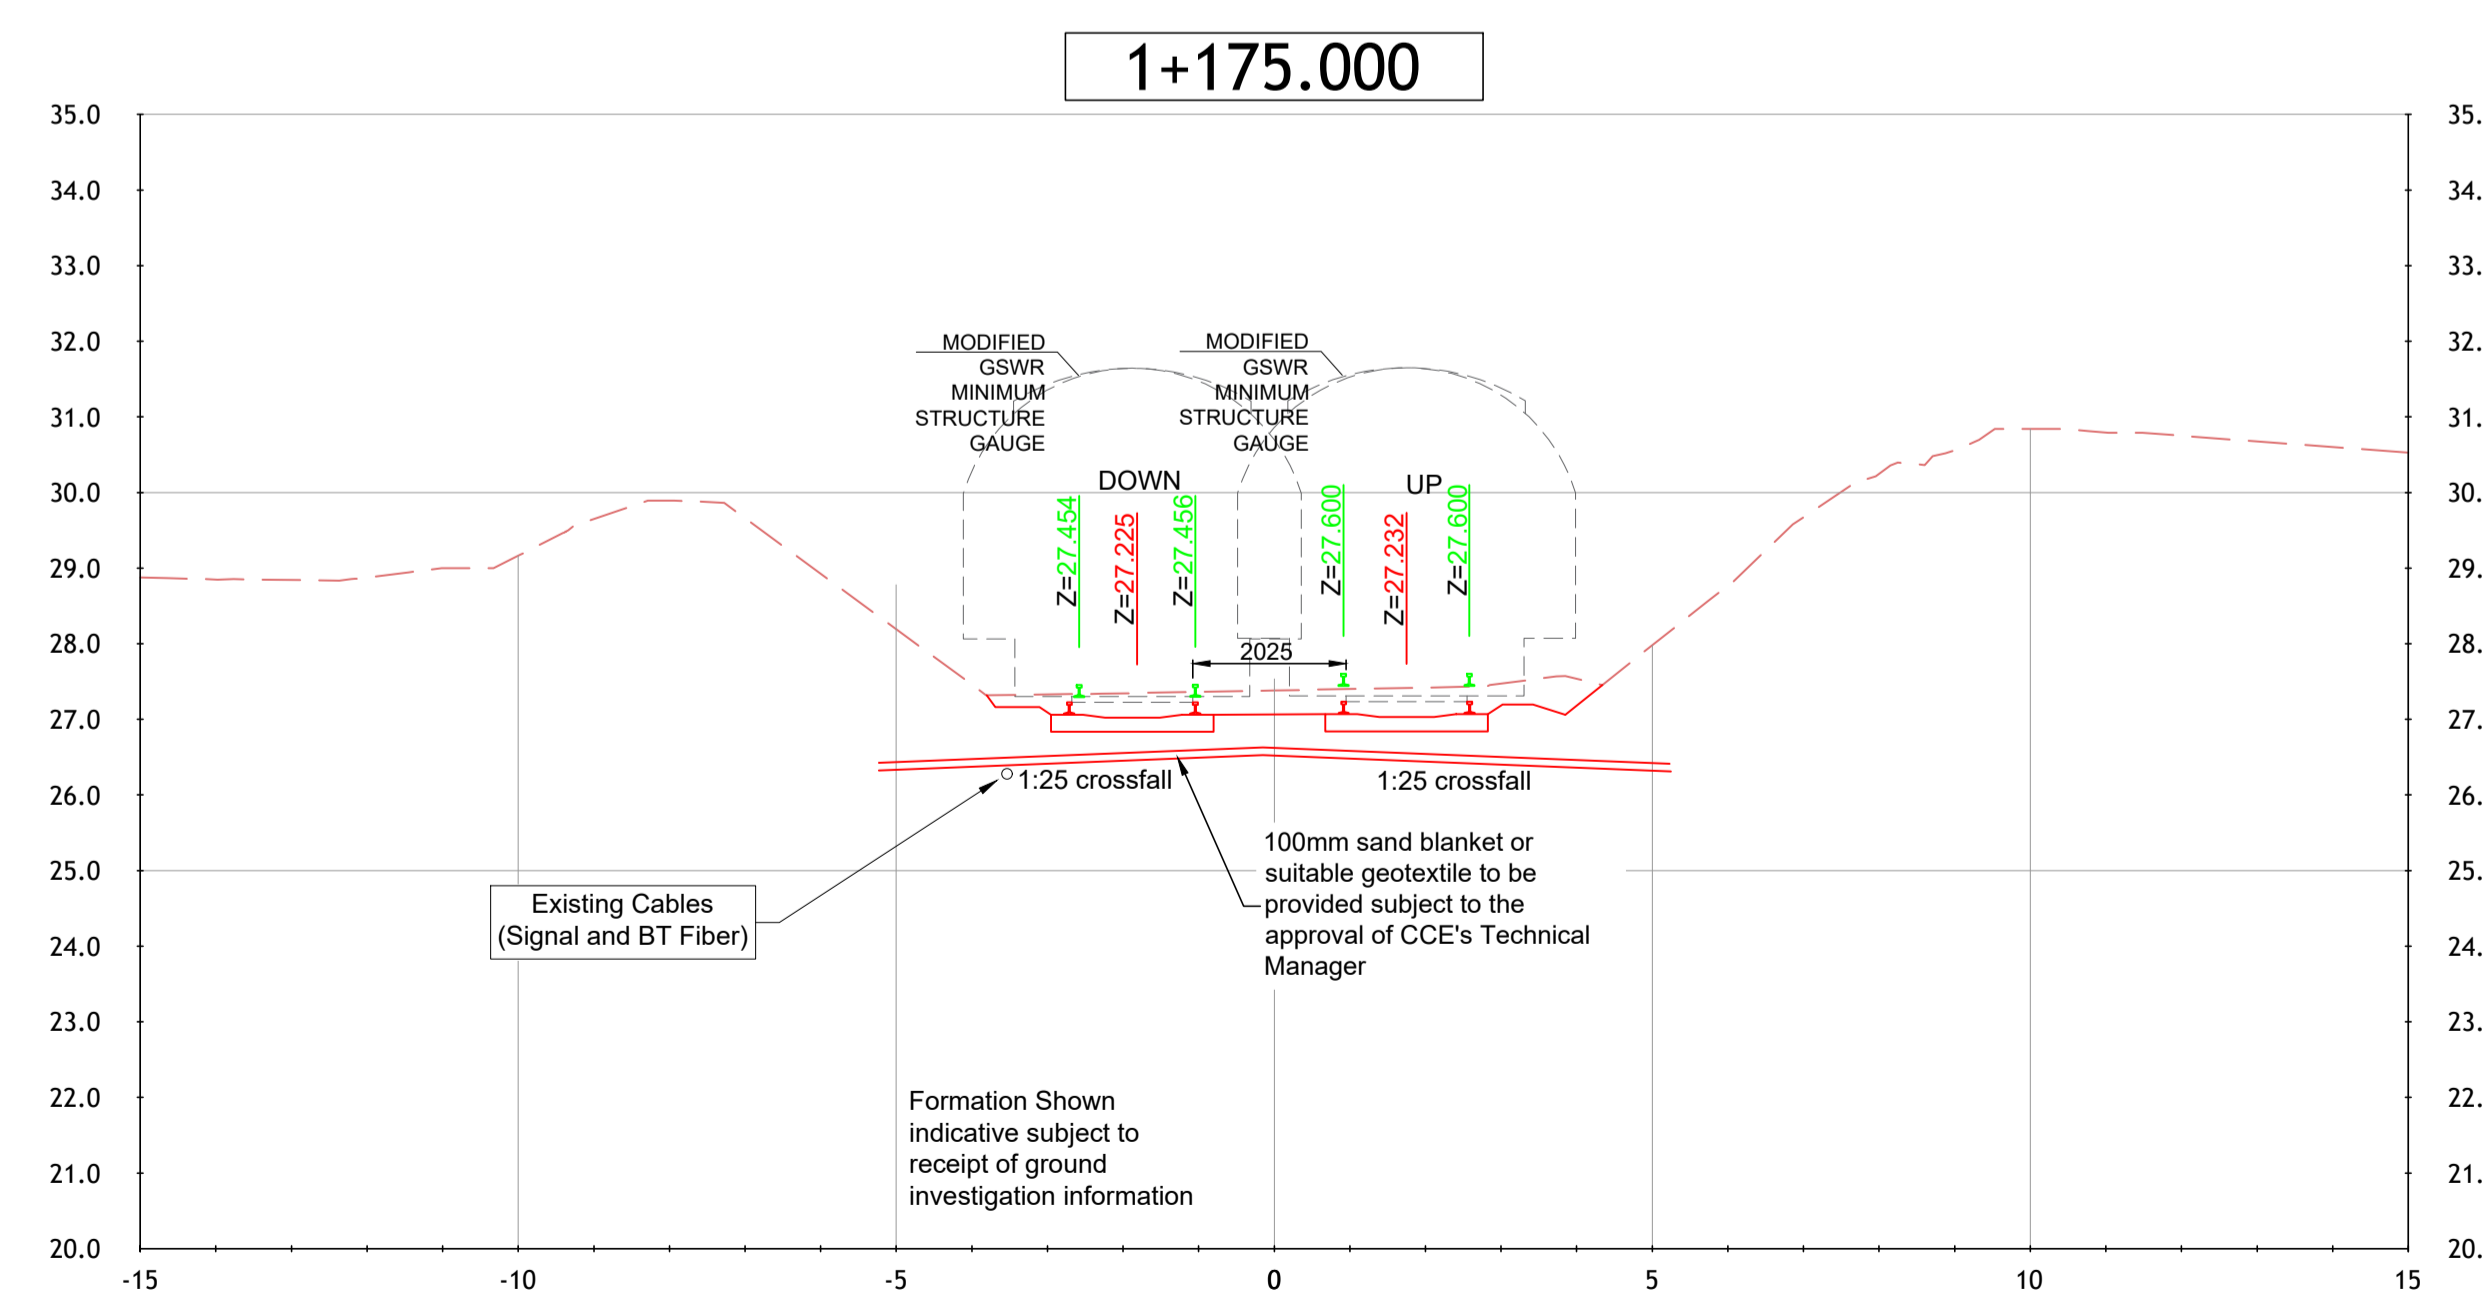 1+175.000
35.0
34.0
33.0
32.0
31.0
30.0
29.0
28.0
27.0
26.0
25.0
24.0
23.0
22.0
21.0
20.0
35.
34.
33.
32.
31.
30.
29.
28.
27.
26.
25.
24.
23.
22.
21.
20.
MODIFIED
GSWR
MINIMUM
STRUCTURE
GAUGE
MODIFIED
GSWR
MINIMUM
STRUCTURE
GAUGE
DOWN
UP
Z=27.454
Z=27.225
Z=27.456
Z=27.600
Z=27.232
Z=27.600
2025
1:25 crossfall
1:25 crossfall
Existing Cables
(Signal and BT Fiber)
100mm sand blanket or
suitable geotextile to be
provided subject to the
approval of CCE's Technical
Manager
Formation Shown
indicative subject to
receipt of ground
investigation information
-15
-10
-5
0
5
10
15